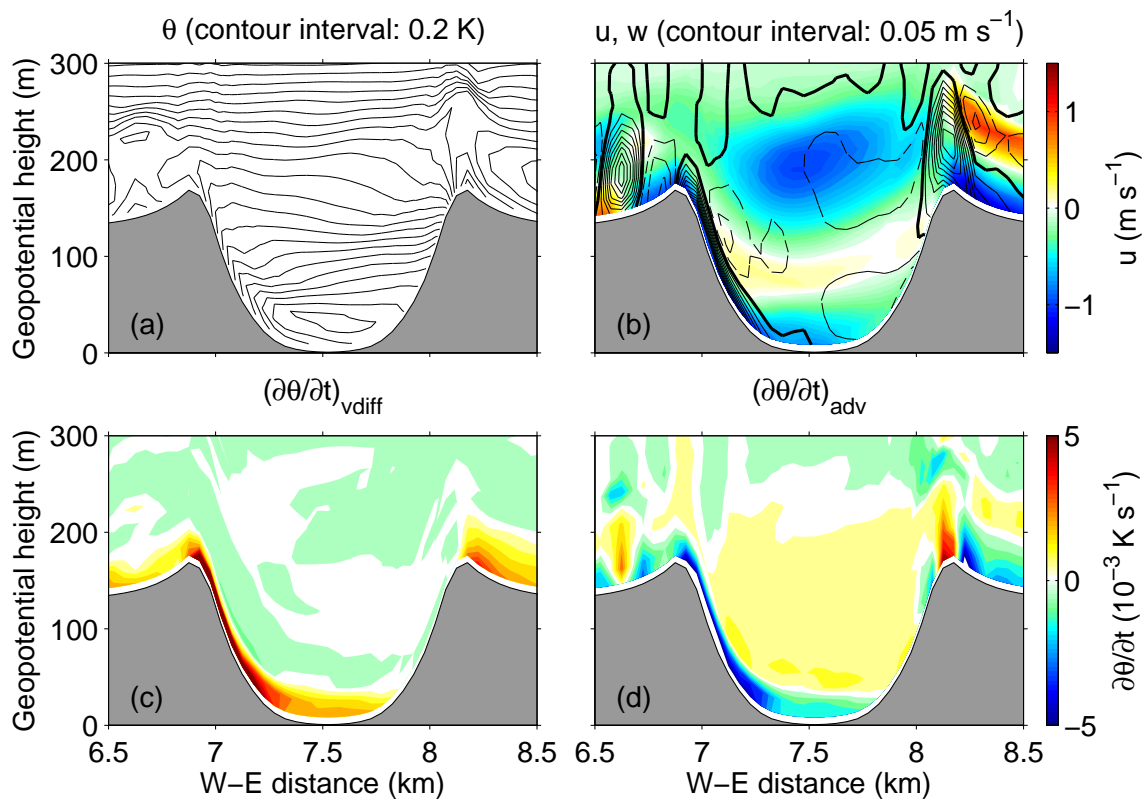 θ (contour interval: 0.2 K)
u, w (contour interval: 0.05 m s⁻¹)
Geopotential height (m)
300
200
100
0
(a)
(b)
u (m s⁻¹)
1
0
−1
(∂θ/∂t)vdiff
(∂θ/∂t)adv
Geopotential height (m)
300
200
100
0
(c)
(d)
6.5 7 7.5 8 8.5
6.5 7 7.5 8 8.5
W−E distance (km)
W−E distance (km)
∂θ/∂t (10⁻³ K s⁻¹)
5
0
−5